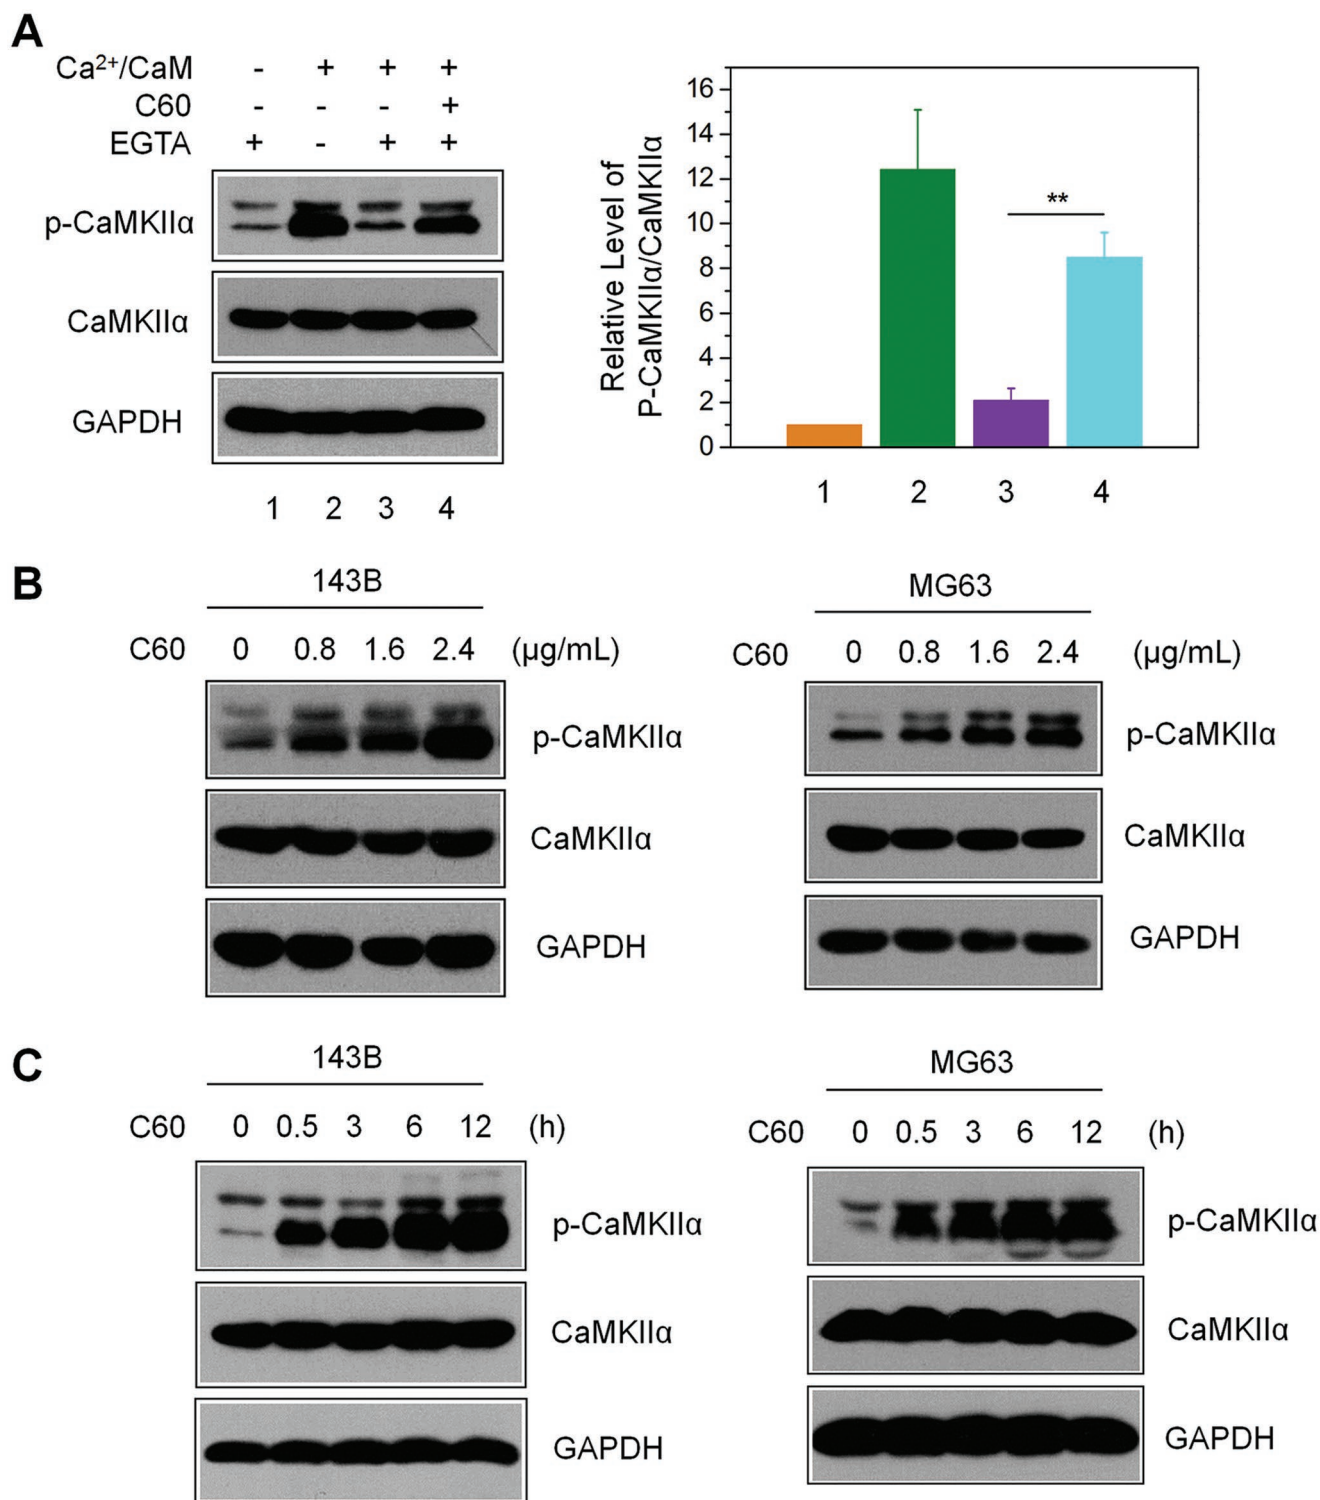 A
Ca²⁺/CaM - + + +
C60 - - - +
EGTA + - + +
p-CaMKIIα
CaMKIIα
GAPDH
1 2 3 4
Relative Level of
P-CaMKIIα/CaMKIIα
16
14
12
10
8
6
4
2
0
**
1 2 3 4
B
143B
C60 0 0.8 1.6 2.4 (μg/mL)
p-CaMKIIα
CaMKIIα
GAPDH
MG63
C60 0 0.8 1.6 2.4 (μg/mL)
p-CaMKIIα
CaMKIIα
GAPDH
C
143B
C60 0 0.5 3 6 12 (h)
p-CaMKIIα
CaMKIIα
GAPDH
MG63
C60 0 0.5 3 6 12 (h)
p-CaMKIIα
CaMKIIα
GAPDH